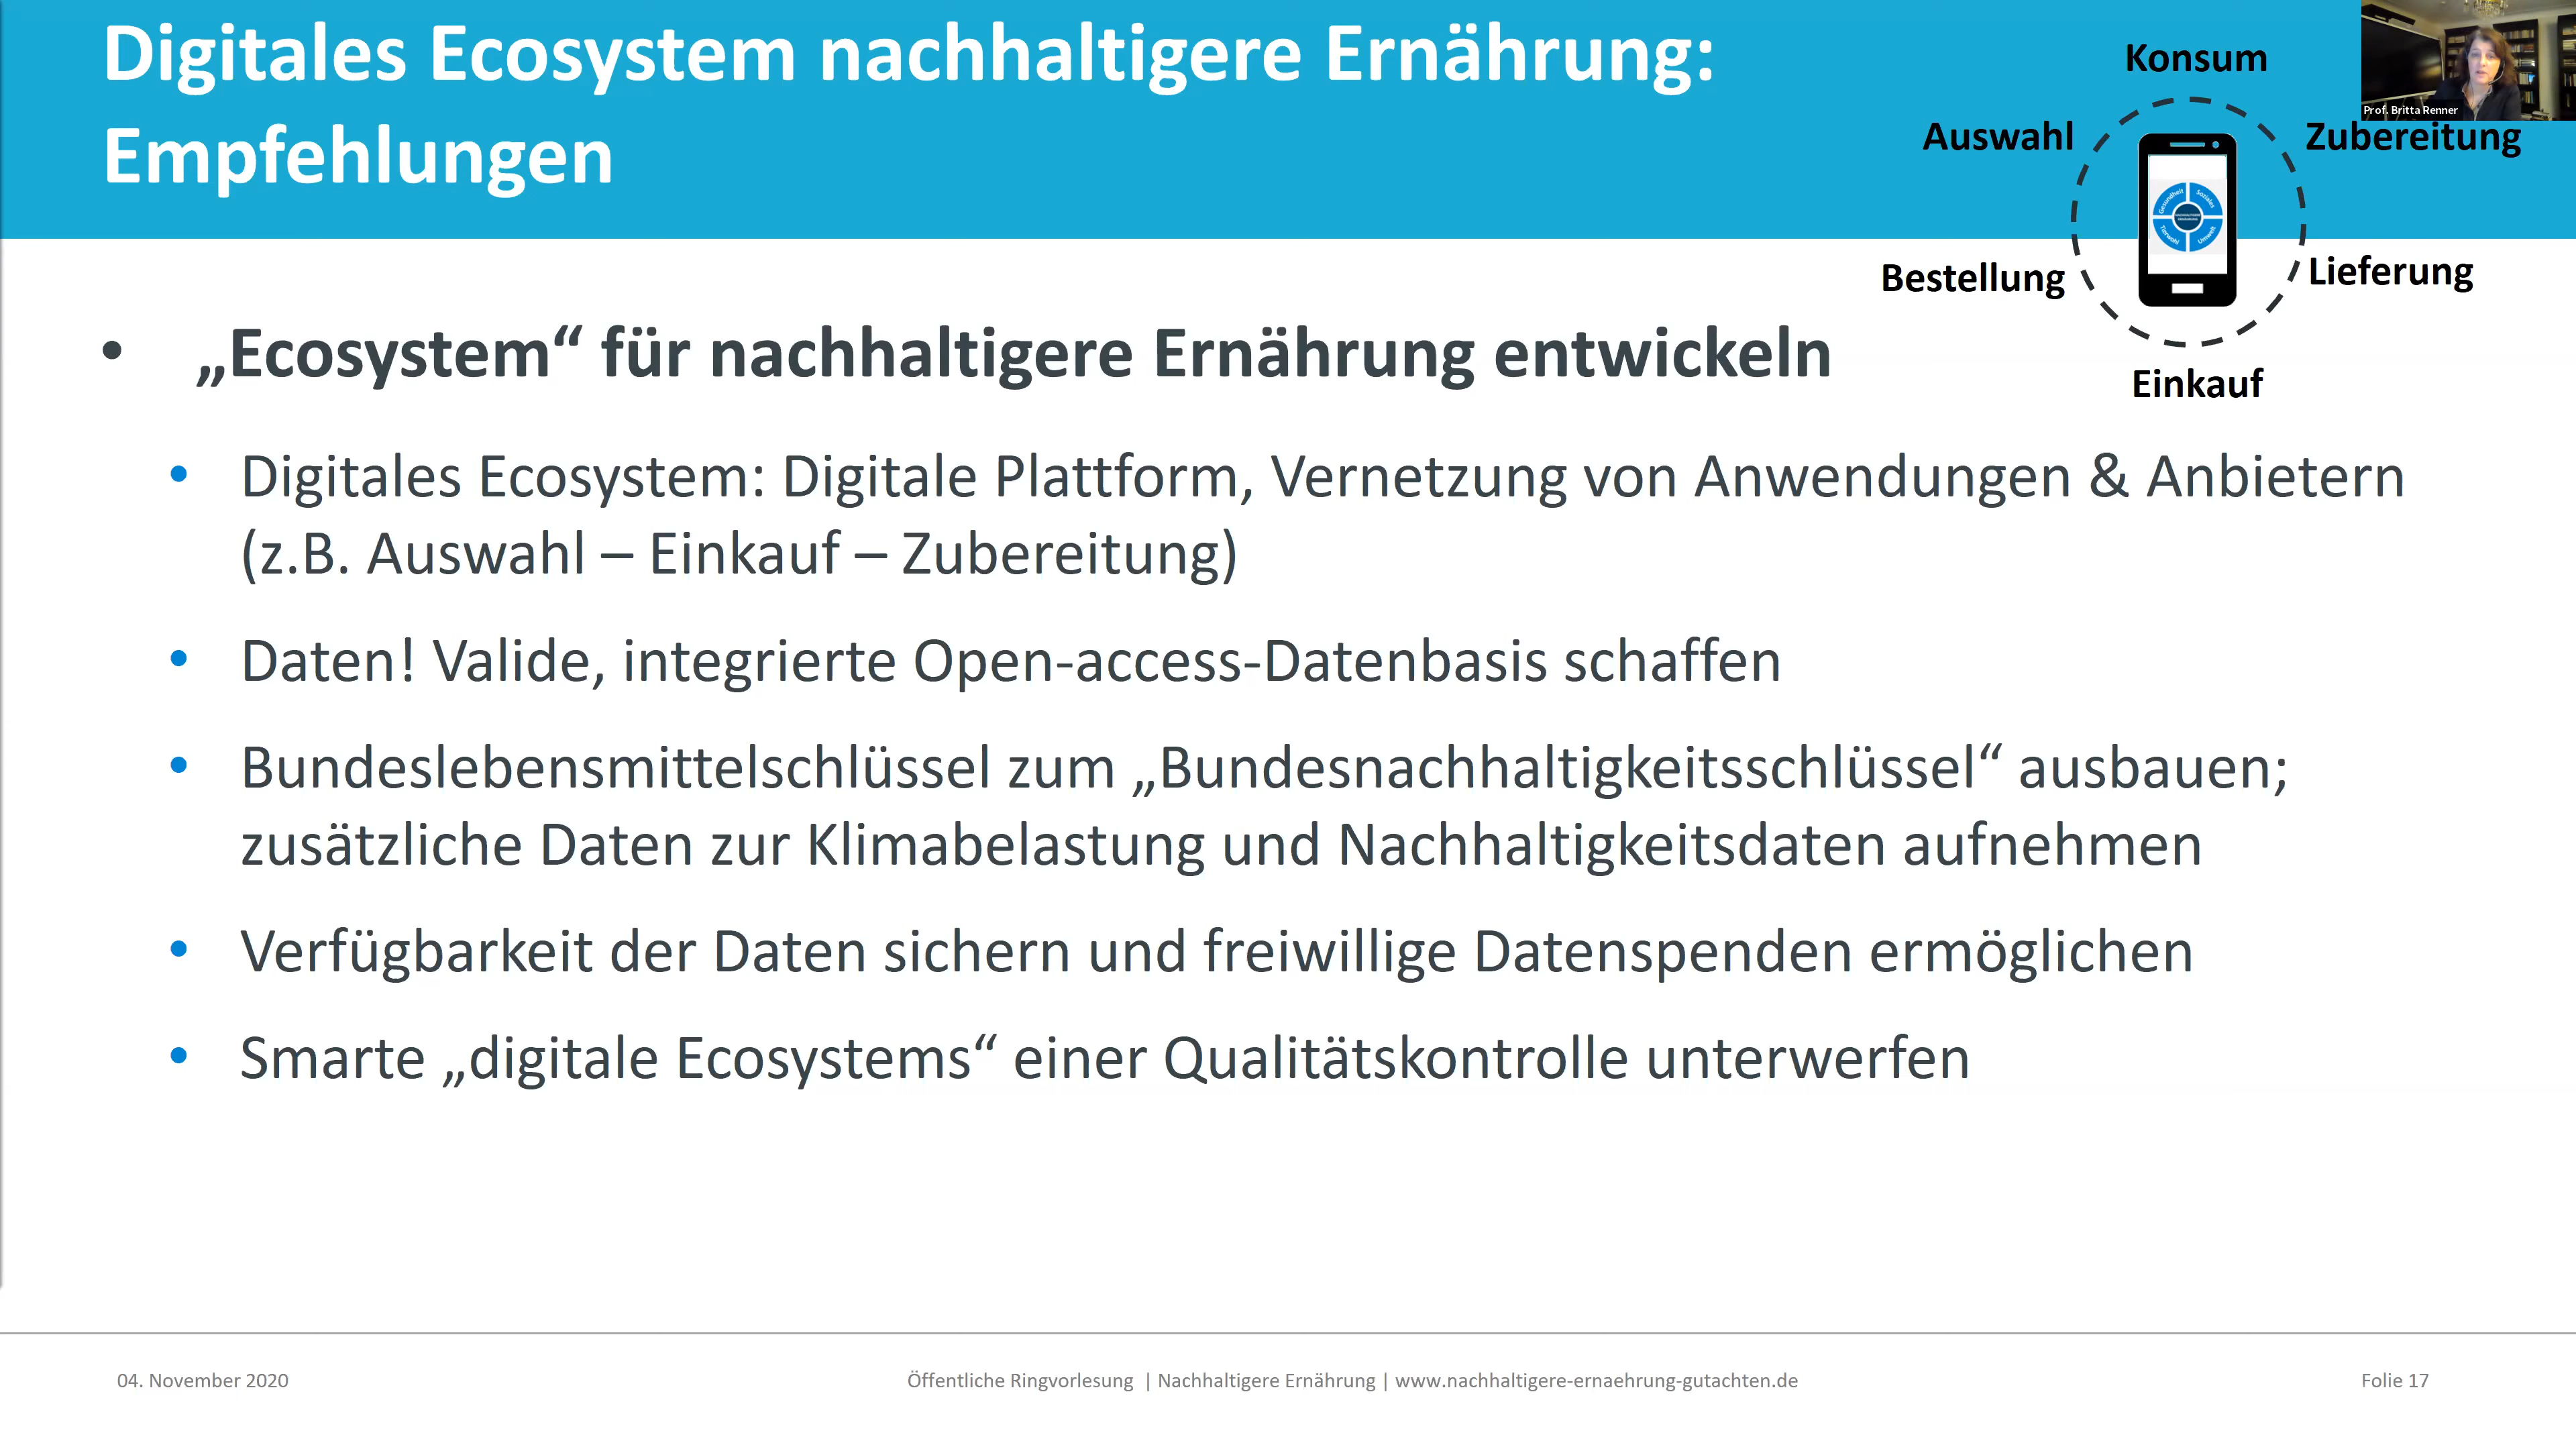 Digitales Ecosystem nachhaltigere Ernährung:
Empfehlungen
Konsum
Prof. Britta Renner
Auswahl
Zubereitung
Gesundheit
Soziales
Tierwohl
Umwelt
Bestellung
Lieferung
Einkauf
• „Ecosystem“ für nachhaltigere Ernährung entwickeln
• Digitales Ecosystem: Digitale Plattform, Vernetzung von Anwendungen & Anbietern
(z.B. Auswahl – Einkauf – Zubereitung)
• Daten! Valide, integrierte Open-access-Datenbasis schaffen
• Bundeslebensmittelschlüssel zum „Bundesnachhaltigkeitsschlüssel“ ausbauen;
zusätzliche Daten zur Klimabelastung und Nachhaltigkeitsdaten aufnehmen
• Verfügbarkeit der Daten sichern und freiwillige Datenspenden ermöglichen
• Smarte „digitale Ecosystems“ einer Qualitätskontrolle unterwerfen
04. November 2020
Öffentliche Ringvorlesung | Nachhaltigere Ernährung | www.nachhaltigere-ernaehrung-gutachten.de
Folie 17